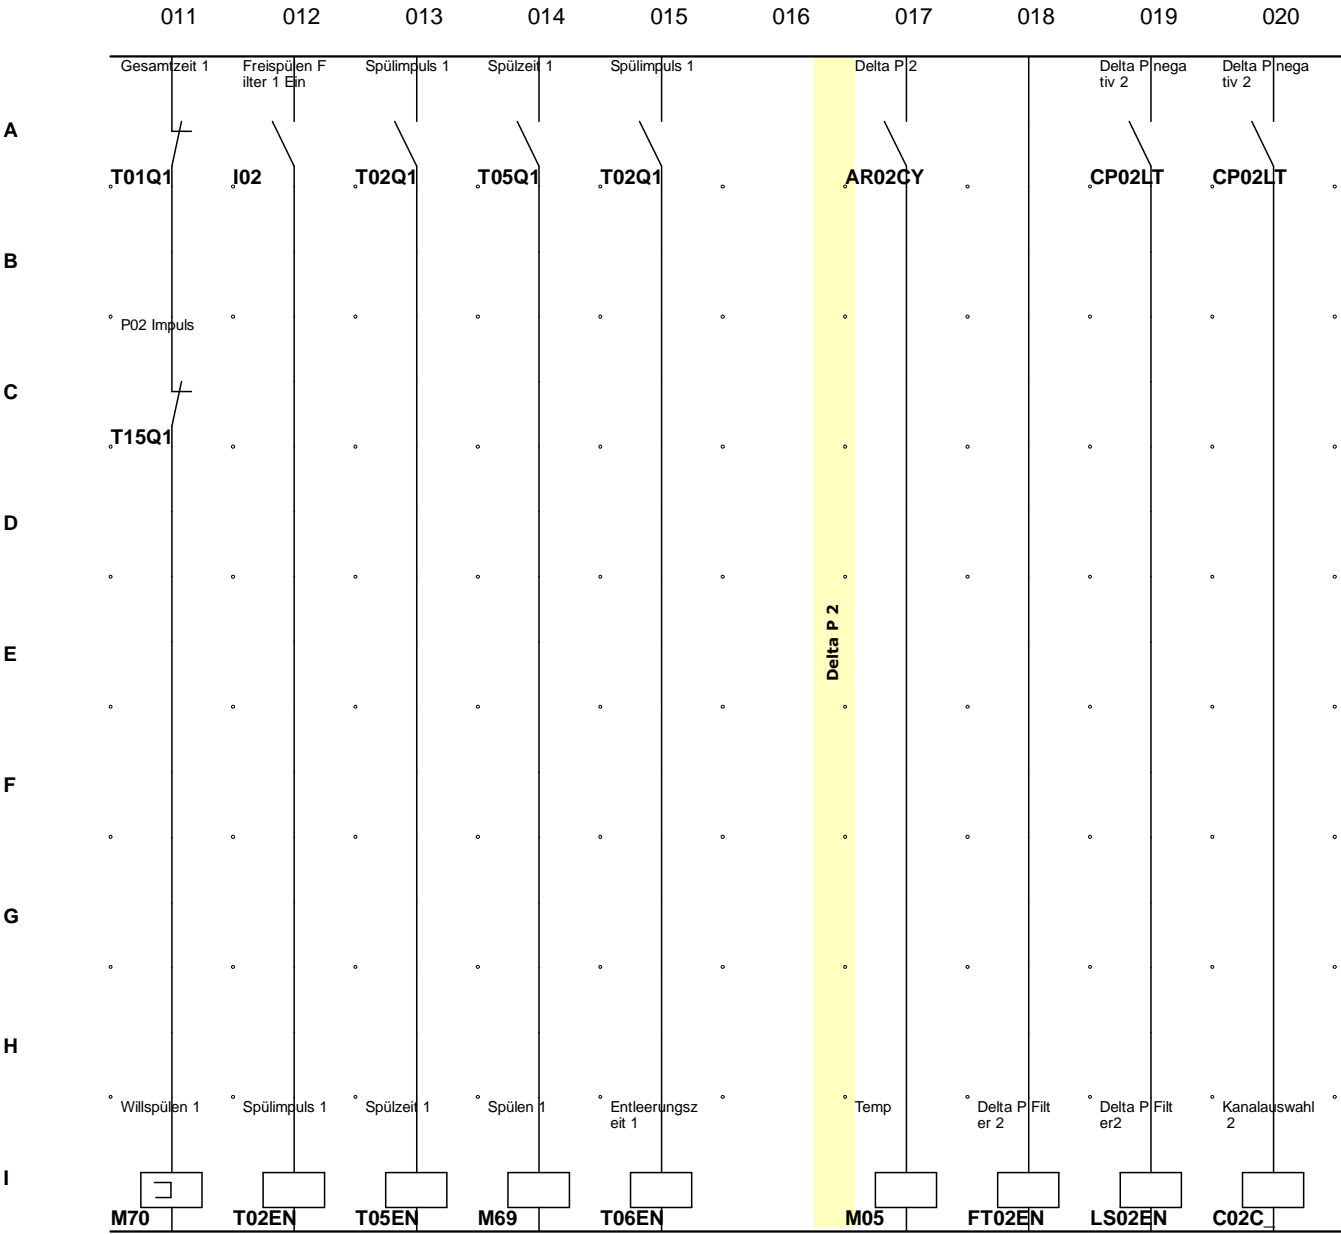 011 012 013 014 015 016 017 018 019 020
Gesamtzeit 1 Freispülen F Spülimpuls 1 Spülzeit 1 Spülimpuls 1 Delta P 2 Delta P nega Delta P nega
ilter 1 Ein tiv 2 tiv 2
A
T01Q1 I02 T02Q1 T05Q1 T02Q1 AR02CY CP02LT CP02LT
B
P02 Impuls
C
T15Q1
D
Delta P 2
E
F
G
H
Willspülen 1 Spülimpuls 1 Spülzeit 1 Spülen 1 Entleerungsz Temp Delta P Filt Delta P Filt Kanalauswahl
eit 1 er 2 er2 2
I
M70 T02EN T05EN M69 T06EN M05 FT02EN LS02EN C02C_